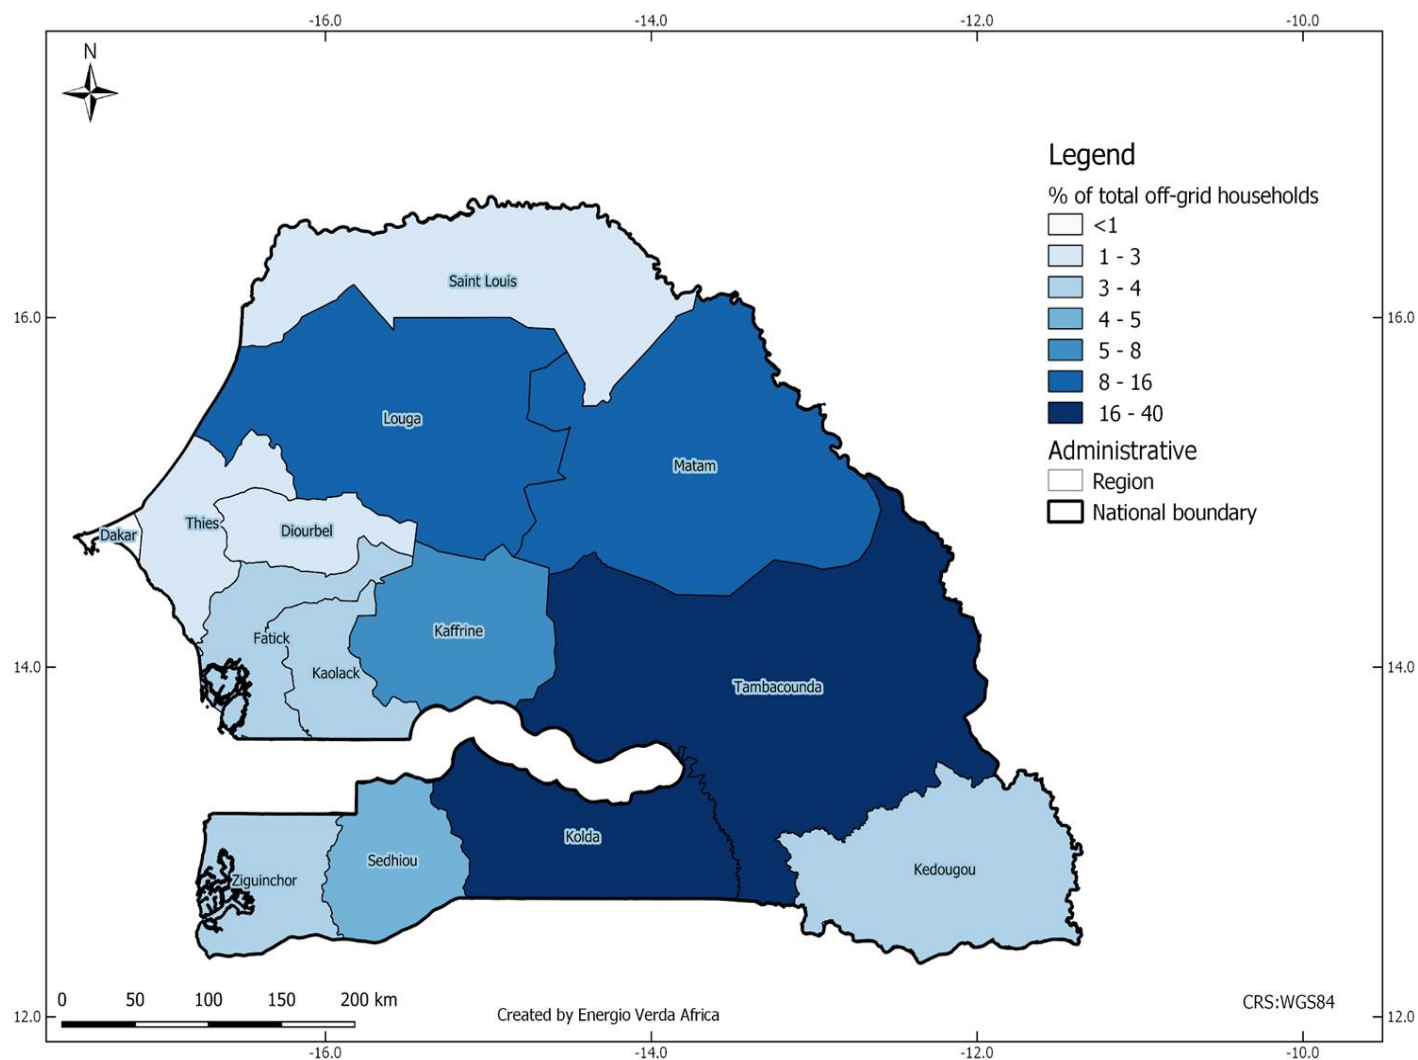 -16.0
-14.0
-12.0
-10.0
N
Legend
% of total off-grid households
<1
1 - 3
3 - 4
4 - 5
5 - 8
8 - 16
16 - 40
Administrative
Region
National boundary
16.0
16.0
Saint Louis
Louga
Matam
Thies
Diourbel
Dakar
Fatick
Kaffrine
Kaolack
14.0
14.0
Tambacounda
Kolda
Sedhiou
Kedougou
Ziguinchor
0 50 100 150 200 km
Created by Energio Verda Africa
CRS:WGS84
12.0
12.0
-16.0
-14.0
-12.0
-10.0